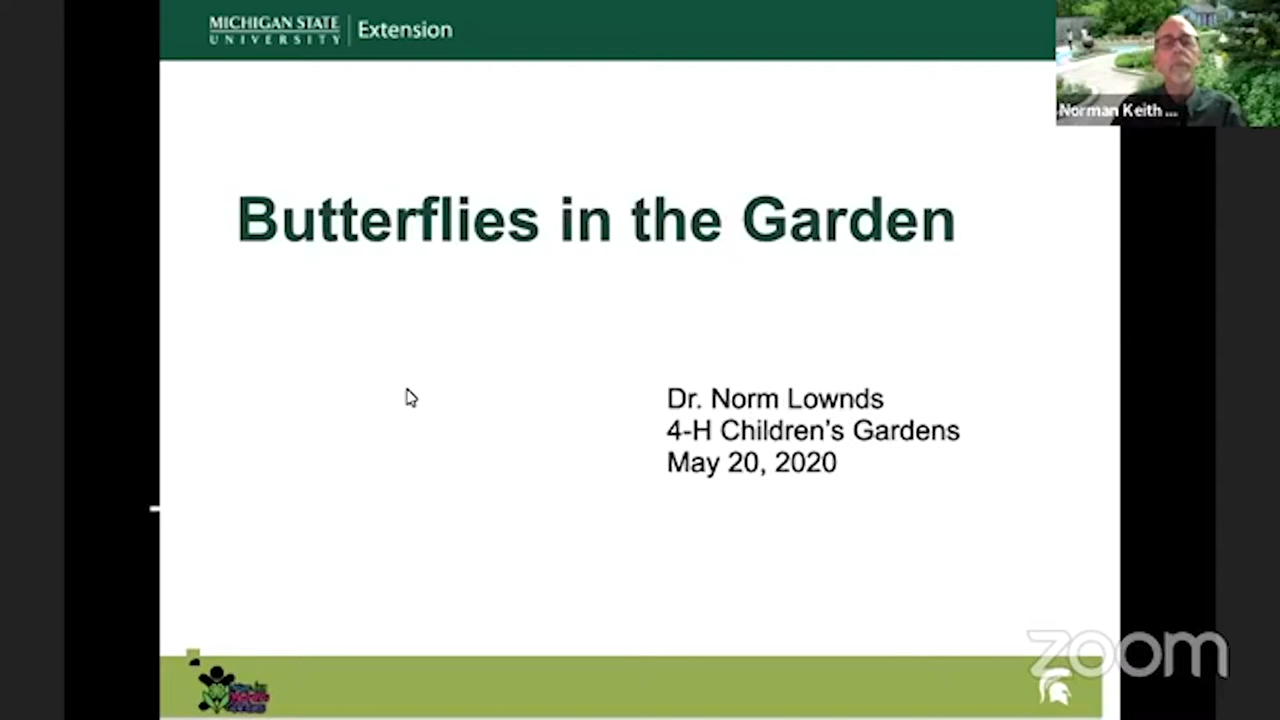 MICHIGAN STATE
UNIVERSITY
Extension
Norman Keith ...
Butterflies in the Garden
Dr. Norm Lownds
4-H Children's Gardens
May 20, 2020
zoom